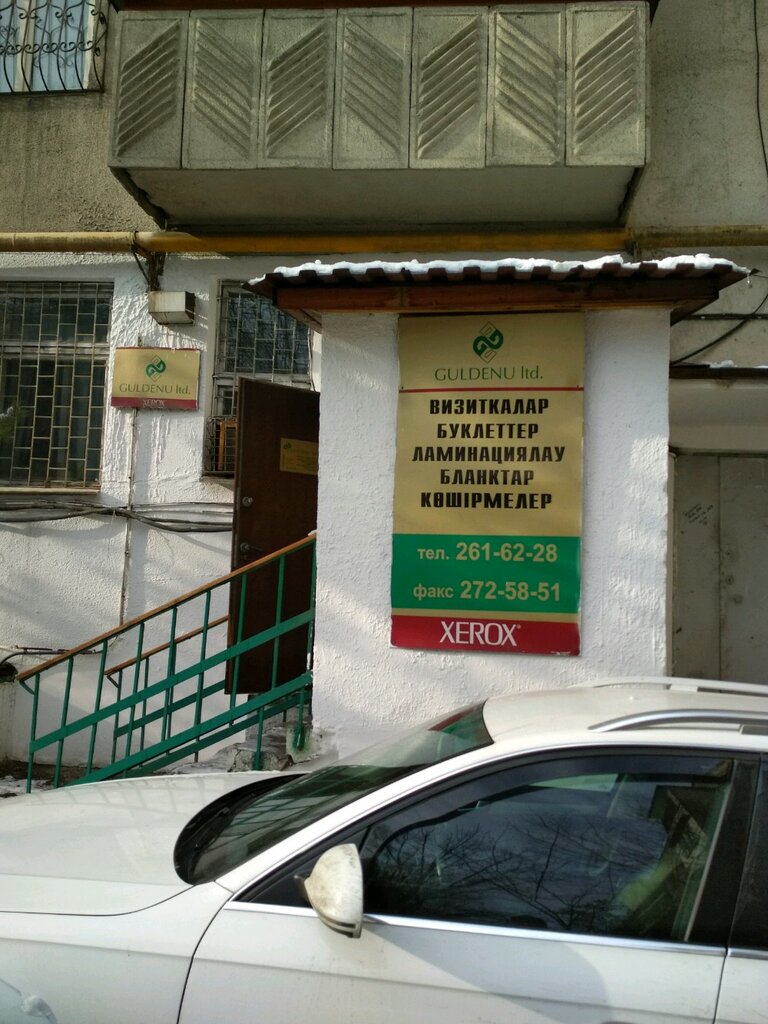 GULDENU ltd.
XEROX
GULDENU ltd.
ВИЗИТКАЛАР
БУКЛЕТТЕР
ЛАМИНАЦИЯЛАУ
БЛАНКТАР
КӨШІРМЕЛЕР
тел. 261-62-28
факс 272-58-51
XEROX